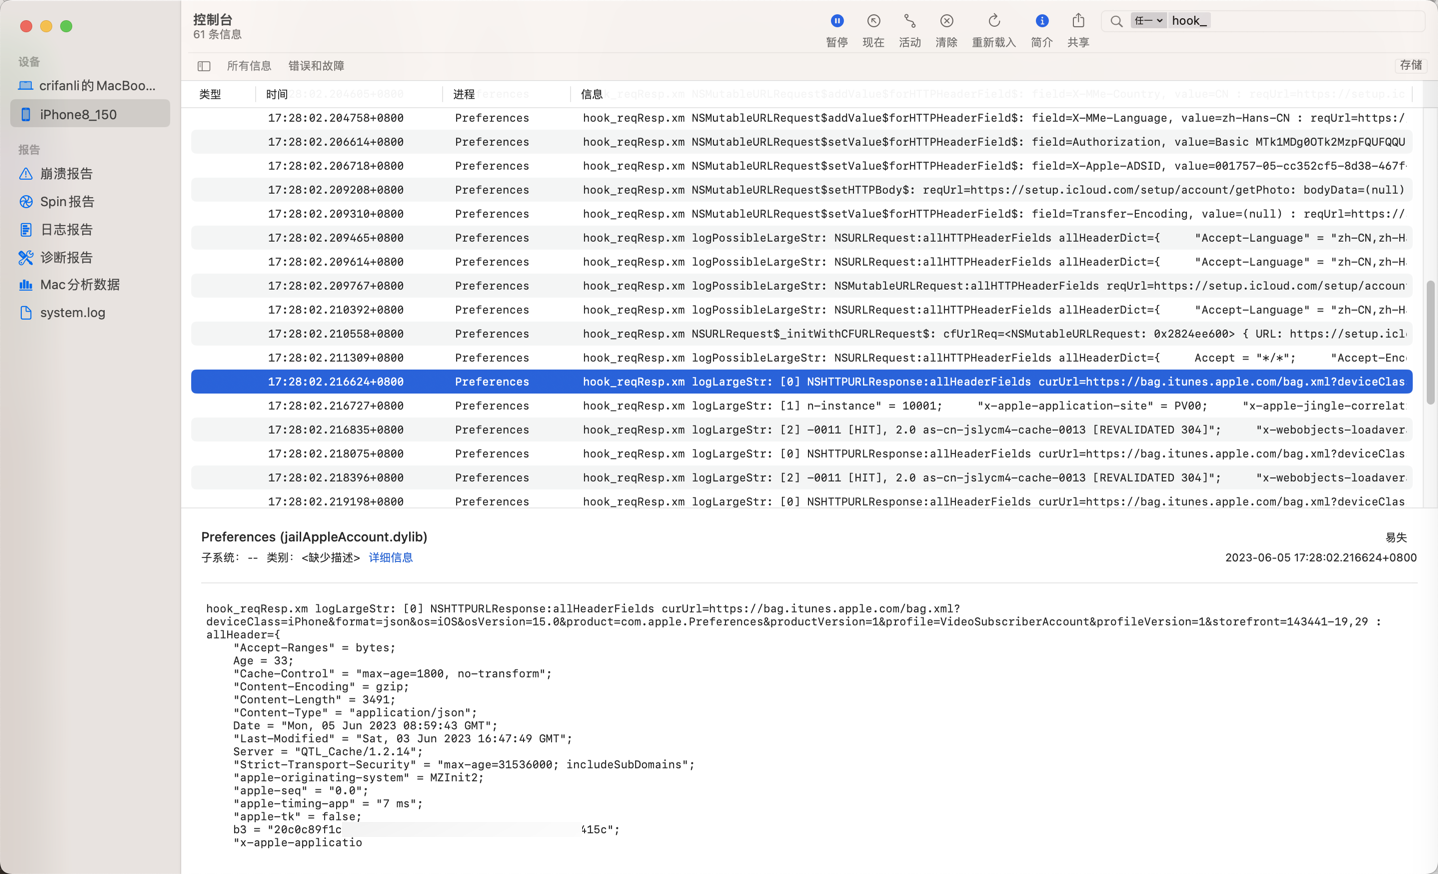 控制台
61 条信息
暂停
现在
活动
清除
重新载入
简介
共享
任一
hook_
设备
crifanli的MacBoo...
iPhone8_150
报告
崩溃报告
Spin 报告
日志报告
诊断报告
Mac 分析数据
system.log
所有信息 错误和故障
存储
类型 时间 进程 信息
17:28:02.204758+0800 Preferences hook_reqResp.xm NSMutableURLRequest$addValue$forHTTPHeaderField$: field=X-MMe-Language, value=zh-Hans-CN : reqUrl=https:/
17:28:02.206614+0800 Preferences hook_reqResp.xm NSMutableURLRequest$setValue$forHTTPHeaderField$: field=Authorization, value=Basic MTk1MDg0OTk2MzpFQUFQQU
17:28:02.206718+0800 Preferences hook_reqResp.xm NSMutableURLRequest$setValue$forHTTPHeaderField$: field=X-Apple-ADSID, value=001757-05-cc352cf5-8d38-467f-
17:28:02.209208+0800 Preferences hook_reqResp.xm NSMutableURLRequest$setHTTPBody$: reqUrl=https://setup.icloud.com/setup/account/getPhoto: bodyData=(null)
17:28:02.209310+0800 Preferences hook_reqResp.xm NSMutableURLRequest$setValue$forHTTPHeaderField$: field=Transfer-Encoding, value=(null) : reqUrl=https:/
17:28:02.209465+0800 Preferences hook_reqResp.xm logPossibleLargeStr: NSURLRequest:allHTTPHeaderFields allHeaderDict={ "Accept-Language" = "zh-CN,zh-H
17:28:02.209614+0800 Preferences hook_reqResp.xm logPossibleLargeStr: NSURLRequest:allHTTPHeaderFields allHeaderDict={ "Accept-Language" = "zh-CN,zh-H
17:28:02.209767+0800 Preferences hook_reqResp.xm logPossibleLargeStr: NSMutableURLRequest:allHTTPHeaderFields reqUrl=https://setup.icloud.com/setup/accoun
17:28:02.210392+0800 Preferences hook_reqResp.xm logPossibleLargeStr: NSURLRequest:allHTTPHeaderFields allHeaderDict={ "Accept-Language" = "zh-CN,zh-H
17:28:02.210558+0800 Preferences hook_reqResp.xm NSURLRequest$_initWithCFURLRequest$: cfUrlReq=<NSMutableURLRequest: 0x2824ee600> { URL: https://setup.icl
17:28:02.211309+0800 Preferences hook_reqResp.xm logPossibleLargeStr: NSURLRequest:allHTTPHeaderFields allHeaderDict={ Accept = "*/*"; "Accept-Enc
17:28:02.216624+0800 Preferences hook_reqResp.xm logLargeStr: [0] NSHTTPURLResponse:allHeaderFields curUrl=https://bag.itunes.apple.com/bag.xml?deviceClas
17:28:02.216727+0800 Preferences hook_reqResp.xm logLargeStr: [1] n-instance" = 10001; "x-apple-application-site" = PV00; "x-apple-jingle-correlat
17:28:02.216835+0800 Preferences hook_reqResp.xm logLargeStr: [2] -0011 [HIT], 2.0 as-cn-jslycm4-cache-0013 [REVALIDATED 304]"; "x-webobjects-loadaver
17:28:02.218075+0800 Preferences hook_reqResp.xm logLargeStr: [0] NSHTTPURLResponse:allHeaderFields curUrl=https://bag.itunes.apple.com/bag.xml?deviceClas
17:28:02.218396+0800 Preferences hook_reqResp.xm logLargeStr: [2] -0011 [HIT], 2.0 as-cn-jslycm4-cache-0013 [REVALIDATED 304]"; "x-webobjects-loadaver
17:28:02.219198+0800 Preferences hook_reqResp.xm logLargeStr: [0] NSHTTPURLResponse:allHeaderFields curUrl=https://bag.itunes.apple.com/bag.xml?deviceClas
Preferences (jailAppleAccount.dylib) 易失
子系统: -- 类别: <缺少描述> 详细信息 2023-06-05 17:28:02.216624+0800
hook_reqResp.xm logLargeStr: [0] NSHTTPURLResponse:allHeaderFields curUrl=https://bag.itunes.apple.com/bag.xml?
deviceClass=iPhone&format=json&os=iOS&osVersion=15.0&product=com.apple.Preferences&productVersion=1&profile=VideoSubscriberAccount&profileVersion=1&storefront=143441-19,29 :
allHeader={
"Accept-Ranges" = bytes;
Age = 33;
"Cache-Control" = "max-age=1800, no-transform";
"Content-Encoding" = gzip;
"Content-Length" = 3491;
"Content-Type" = "application/json";
Date = "Mon, 05 Jun 2023 08:59:43 GMT";
"Last-Modified" = "Sat, 03 Jun 2023 16:47:49 GMT";
Server = "QTL_Cache/1.2.14";
"Strict-Transport-Security" = "max-age=31536000; includeSubDomains";
"apple-originating-system" = MZInit2;
"apple-seq" = "0.0";
"apple-timing-app" = "7 ms";
"apple-tk" = false;
b3 = "20c0c89f1c 415c";
"x-apple-applicatio